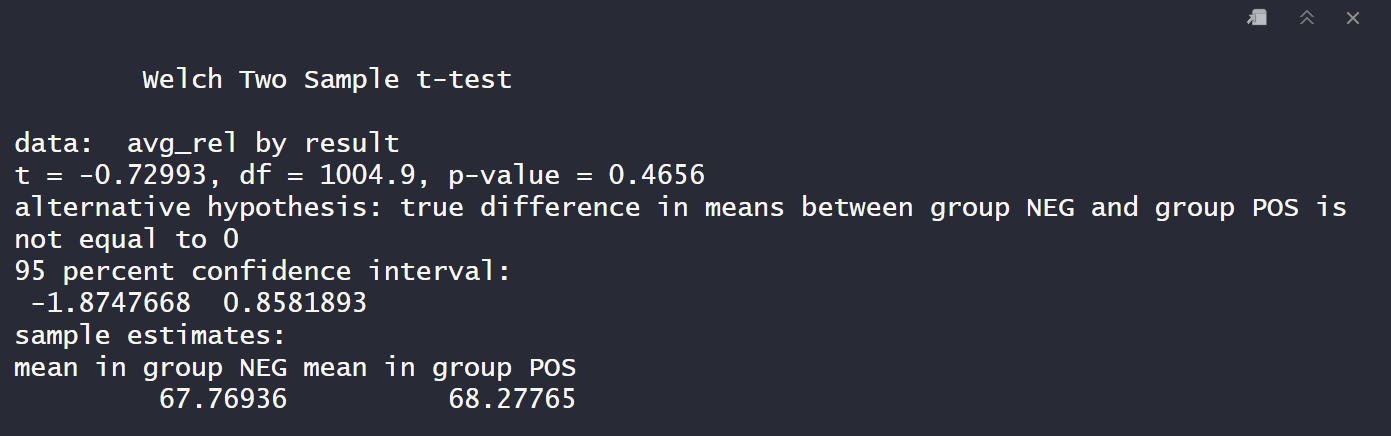 Welch Two Sample t-test
data:  avg_rel by result
t = -0.72993, df = 1004.9, p-value = 0.4656
alternative hypothesis: true difference in means between group NEG and group POS is
not equal to 0
95 percent confidence interval:
 -1.8747668  0.8581893
sample estimates:
mean in group NEG mean in group POS
         67.76936          68.27765